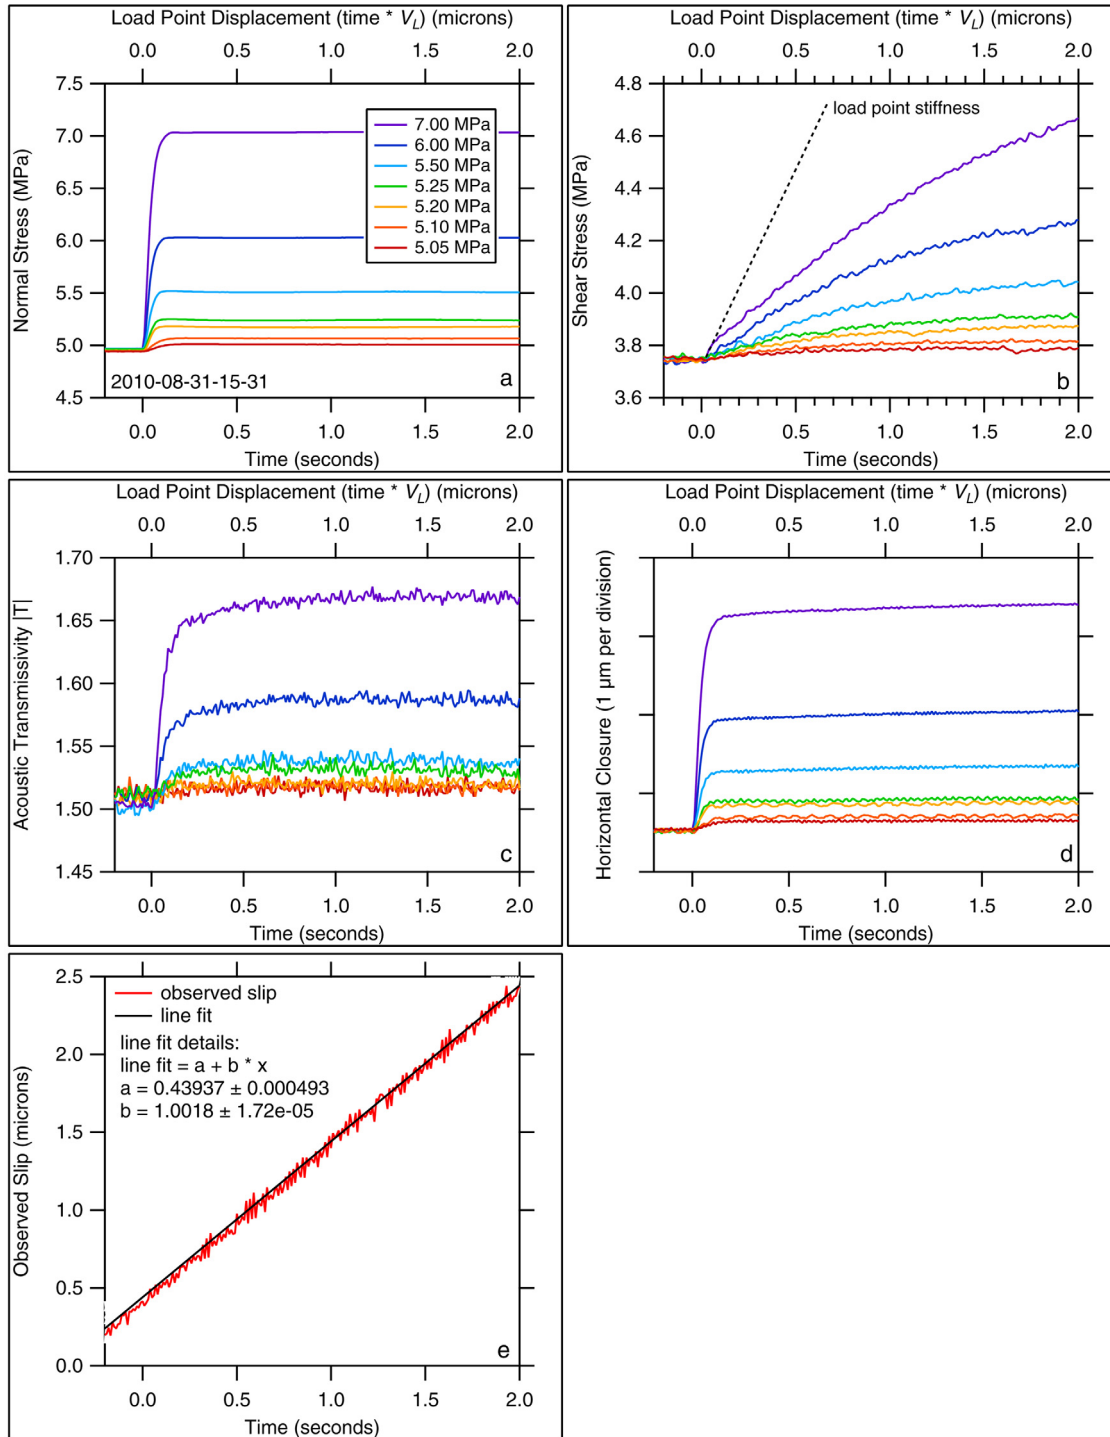 Load Point Displacement (time * V_L) (microns)
0.0 0.5 1.0 1.5 2.0
7.5
7.0
6.5
6.0
5.5
5.0
4.5
Normal Stress (MPa)
7.00 MPa
6.00 MPa
5.50 MPa
5.25 MPa
5.20 MPa
5.10 MPa
5.05 MPa
2010-08-31-15-31
a
0.0 0.5 1.0 1.5 2.0
Time (seconds)
Load Point Displacement (time * V_L) (microns)
0.0 0.5 1.0 1.5 2.0
4.8
4.6
4.4
4.2
4.0
3.8
3.6
Shear Stress (MPa)
load point stiffness
b
0.0 0.5 1.0 1.5 2.0
Time (seconds)
Load Point Displacement (time * V_L) (microns)
0.0 0.5 1.0 1.5 2.0
1.70
1.65
1.60
1.55
1.50
1.45
Acoustic Transmissivity |T|
c
0.0 0.5 1.0 1.5 2.0
Time (seconds)
Load Point Displacement (time * V_L) (microns)
0.0 0.5 1.0 1.5 2.0
Horizontal Closure (1 µm per division)
d
0.0 0.5 1.0 1.5 2.0
Time (seconds)
2.5
2.0
1.5
1.0
0.5
0.0
Observed Slip (microns)
observed slip
line fit
line fit details:
line fit = a + b * x
a = 0.43937 ± 0.000493
b = 1.0018 ± 1.72e-05
e
0.0 0.5 1.0 1.5 2.0
Time (seconds)